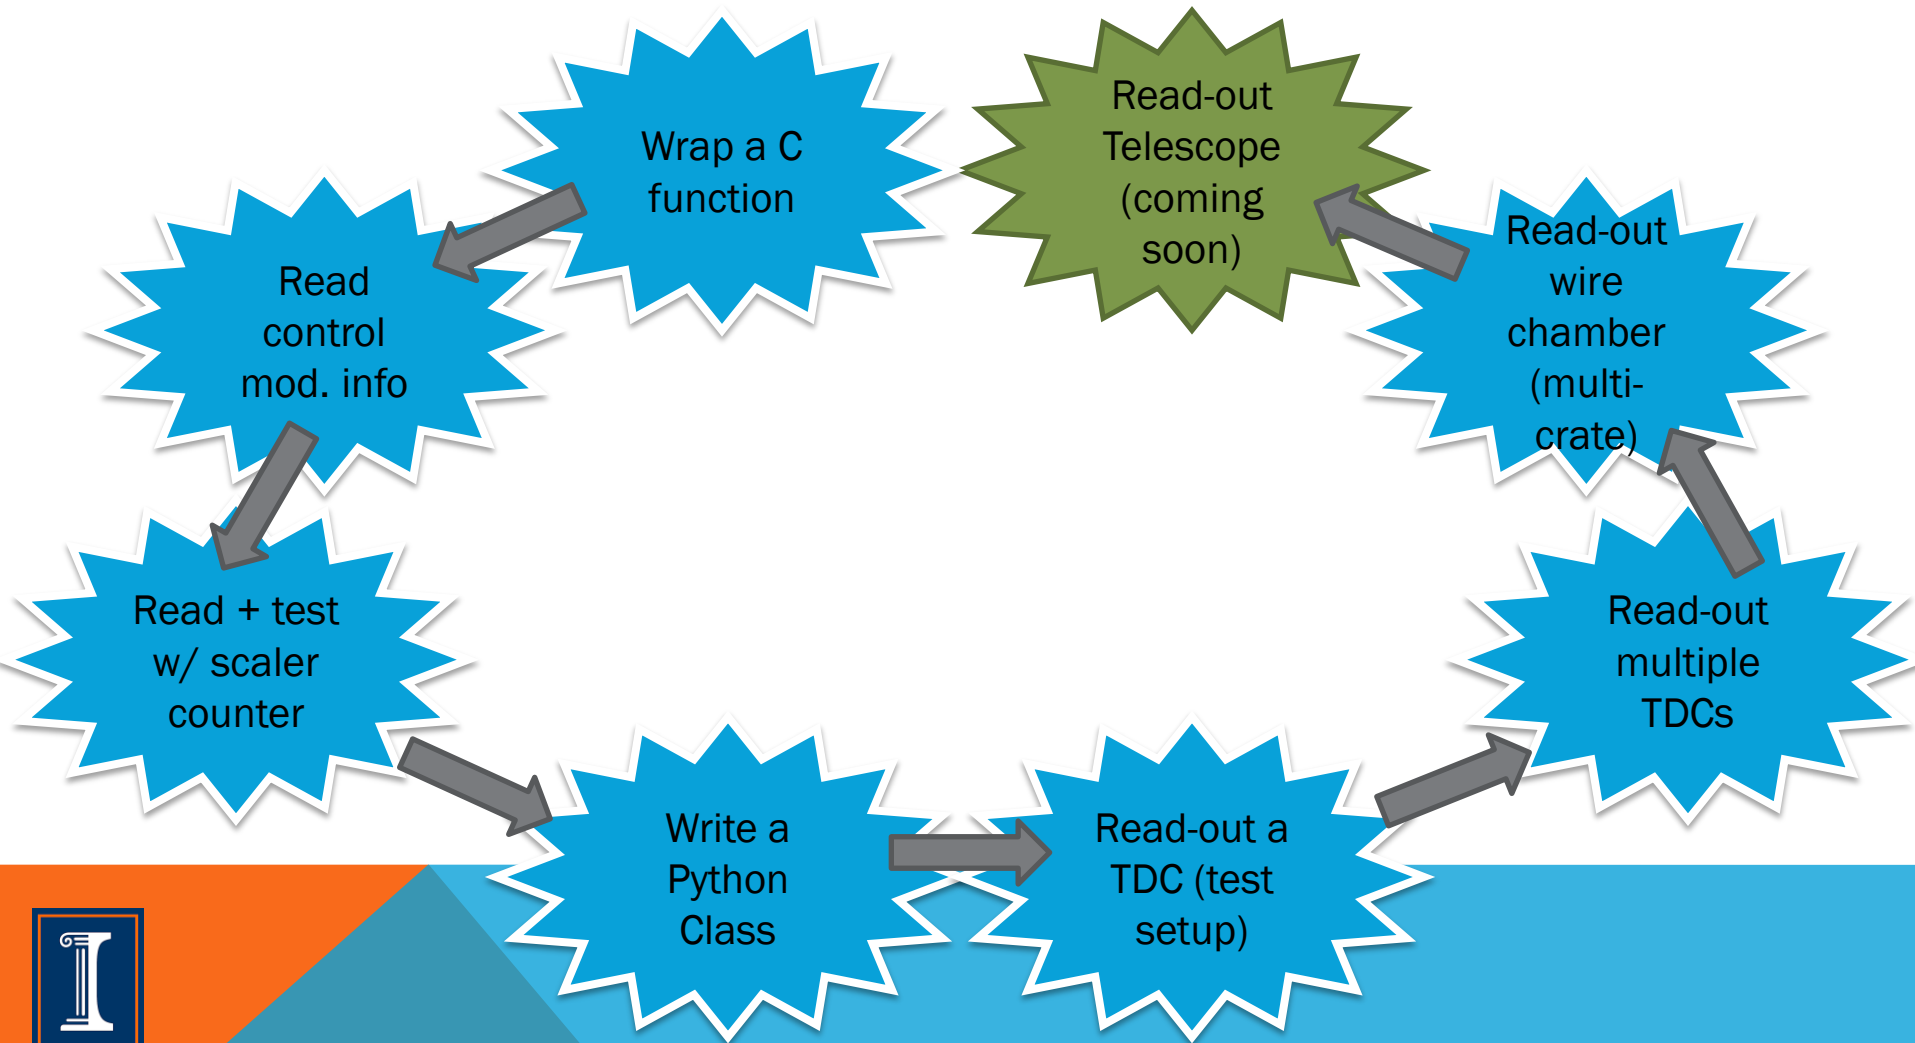 Wrap a C
function
Read
control
mod. info
Read + test
w/ scaler
counter
Write a
Python
Class
Read-out a
TDC (test
setup)
Read-out
multiple
TDCs
Read-out
wire
chamber
(multi-
crate)
Read-out
Telescope
(coming
soon)
I